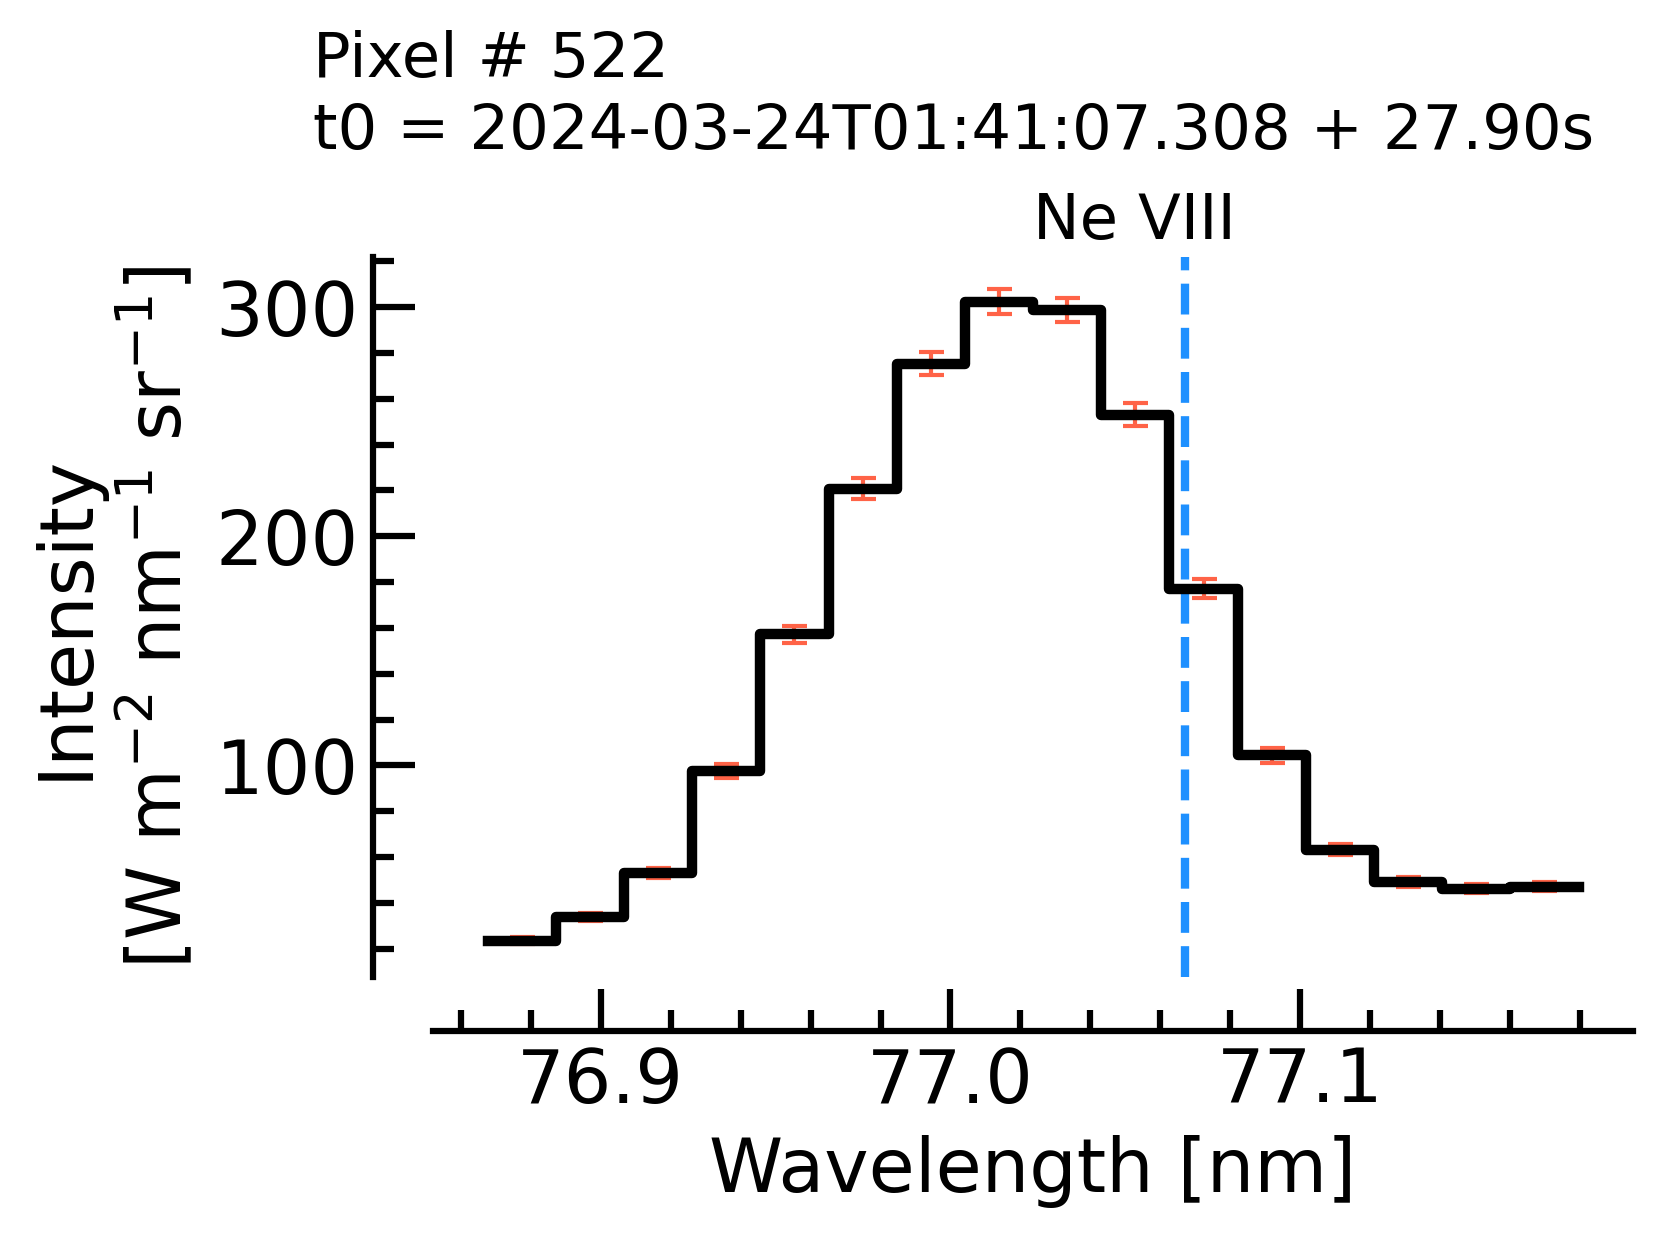 Pixel # 522
t0 = 2024-03-24T01:41:07.308 + 27.90s
Ne VIII
Intensity
[W m⁻² nm⁻¹ sr⁻¹]
300
200
100
76.9 77.0 77.1
Wavelength [nm]